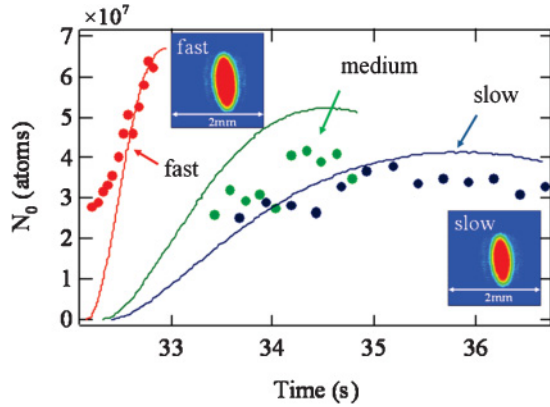 ×10⁷
7
6
5
4
3
2
1
0
N₀ (atoms)
fast
2mm
fast
medium
slow
slow
2mm
33
34
35
36
Time (s)